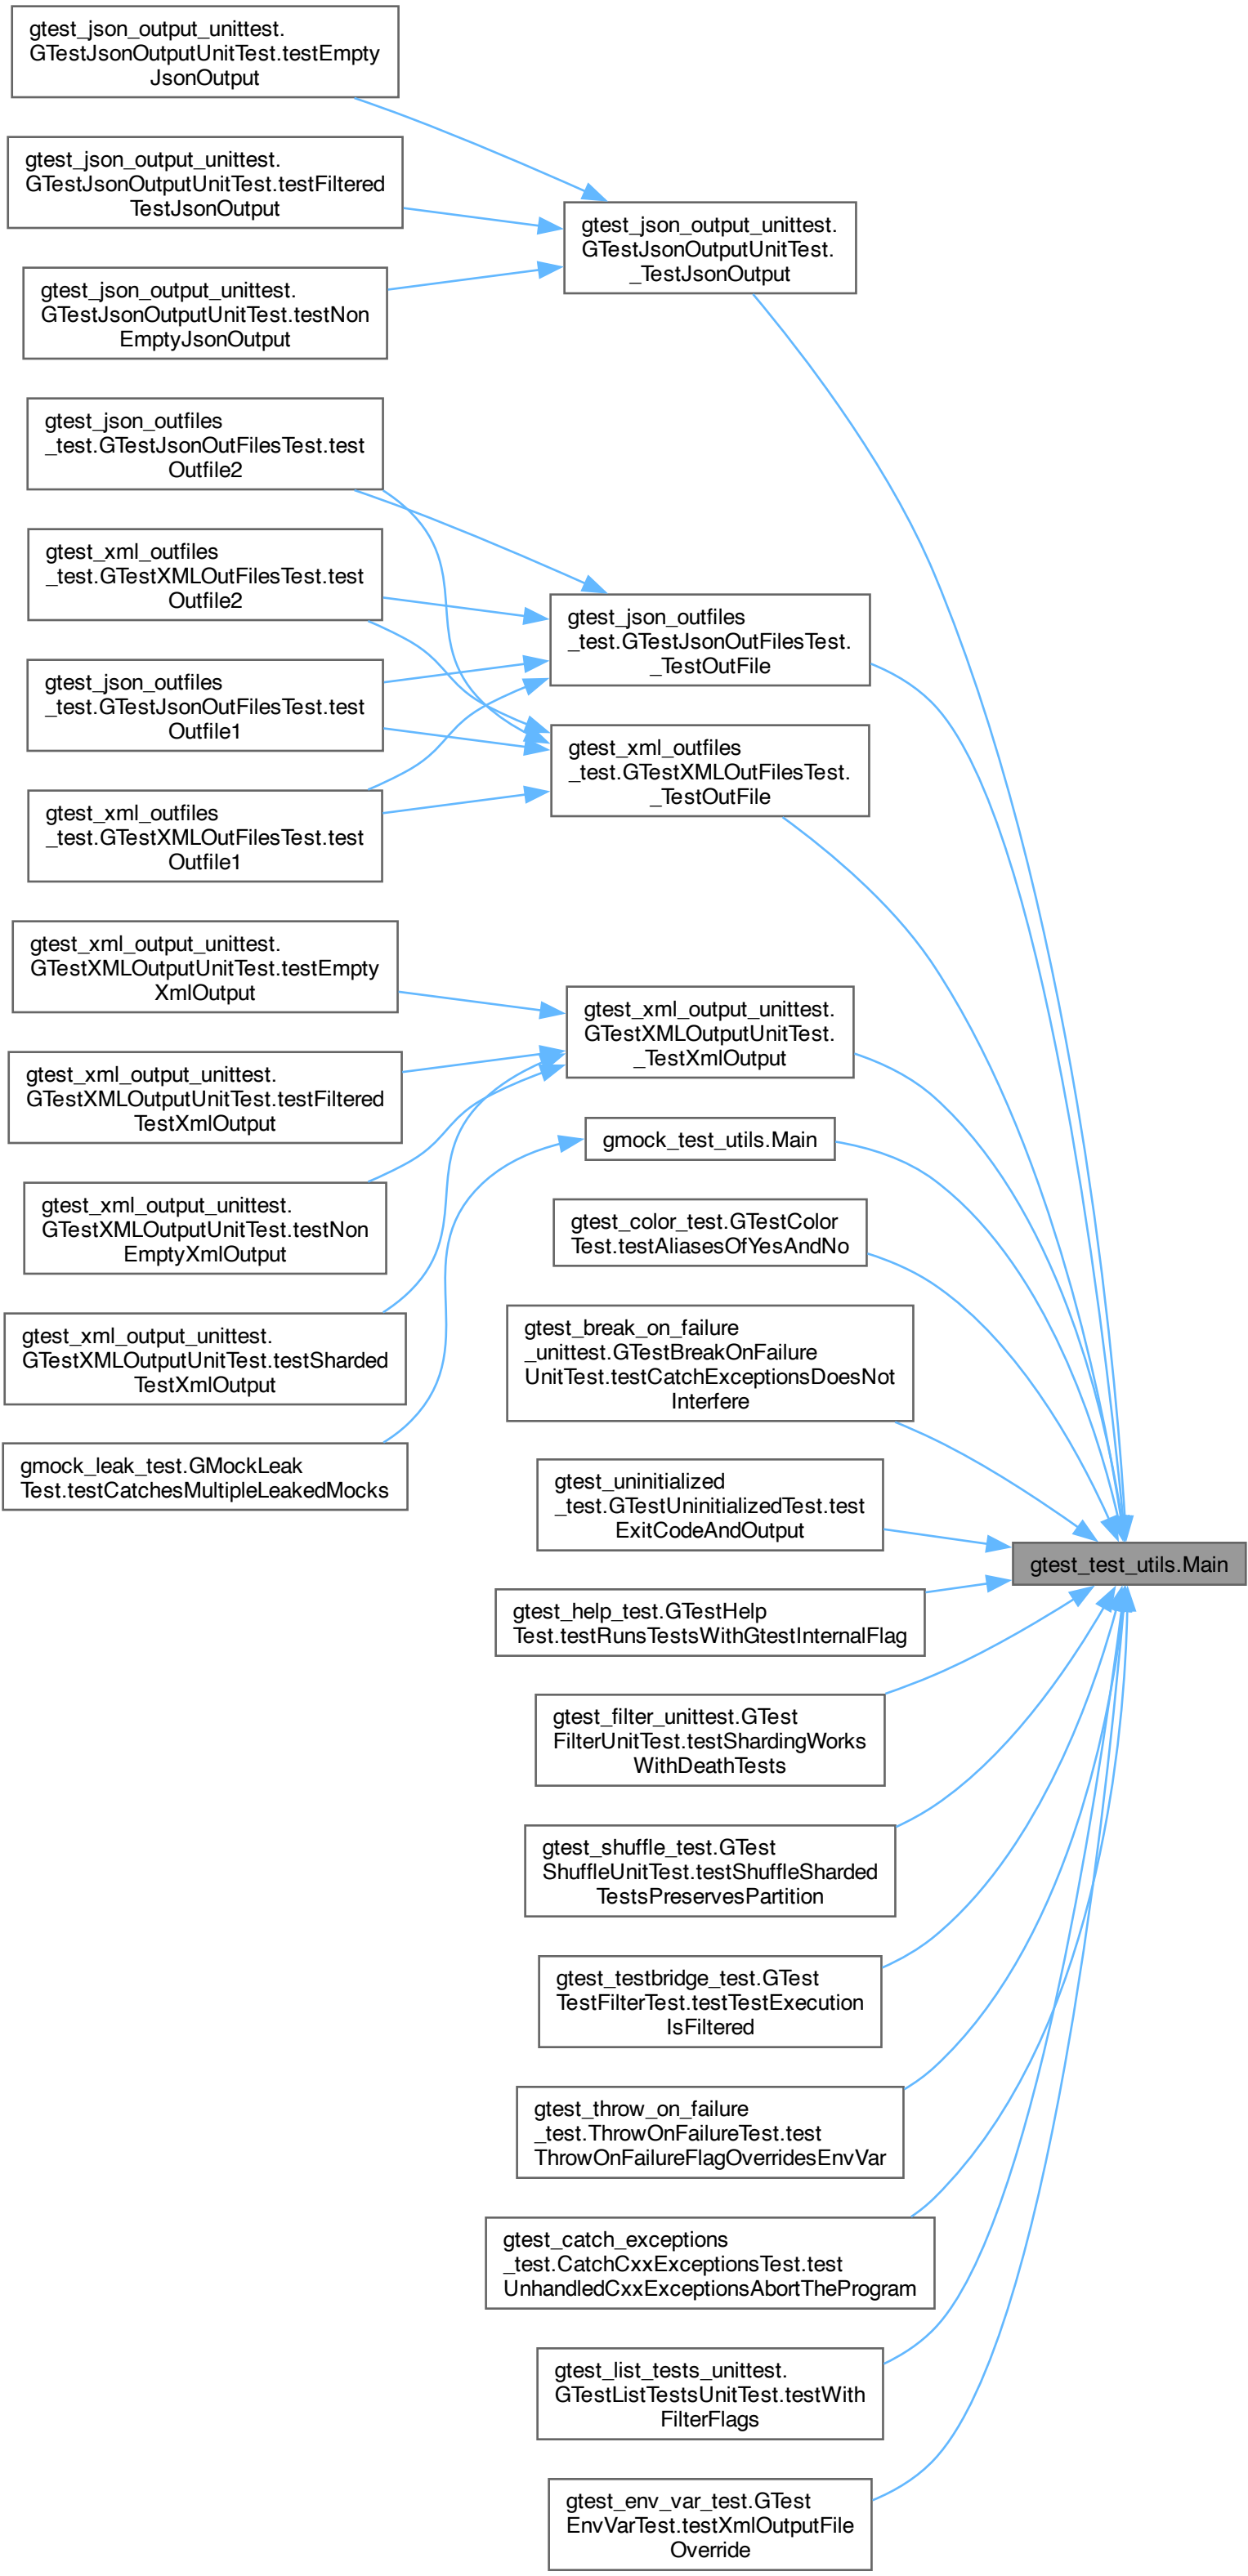 gtest_json_output_unittest.
GTestJsonOutputUnitTest.testEmpty
JsonOutput
gtest_json_output_unittest.
GTestJsonOutputUnitTest.testFiltered
TestJsonOutput
gtest_json_output_unittest.
GTestJsonOutputUnitTest.testNon
EmptyJsonOutput
gtest_json_outfiles
_test.GTestJsonOutFilesTest.test
Outfile2
gtest_xml_outfiles
_test.GTestXMLOutFilesTest.test
Outfile2
gtest_json_outfiles
_test.GTestJsonOutFilesTest.test
Outfile1
gtest_xml_outfiles
_test.GTestXMLOutFilesTest.test
Outfile1
gtest_xml_output_unittest.
GTestXMLOutputUnitTest.testEmpty
XmlOutput
gtest_xml_output_unittest.
GTestXMLOutputUnitTest.testFiltered
TestXmlOutput
gtest_xml_output_unittest.
GTestXMLOutputUnitTest.testNon
EmptyXmlOutput
gtest_xml_output_unittest.
GTestXMLOutputUnitTest.testSharded
TestXmlOutput
gmock_leak_test.GMockLeak
Test.testCatchesMultipleLeakedMocks
gtest_json_output_unittest.
GTestJsonOutputUnitTest.
_TestJsonOutput
gtest_json_outfiles
_test.GTestJsonOutFilesTest.
_TestOutFile
gtest_xml_outfiles
_test.GTestXMLOutFilesTest.
_TestOutFile
gtest_xml_output_unittest.
GTestXMLOutputUnitTest.
_TestXmlOutput
gmock_test_utils.Main
gtest_color_test.GTestColor
Test.testAliasesOfYesAndNo
gtest_break_on_failure
_unittest.GTestBreakOnFailure
UnitTest.testCatchExceptionsDoesNot
Interfere
gtest_uninitialized
_test.GTestUninitializedTest.test
ExitCodeAndOutput
gtest_help_test.GTestHelp
Test.testRunsTestsWithGtestInternalFlag
gtest_filter_unittest.GTest
FilterUnitTest.testShardingWorks
WithDeathTests
gtest_shuffle_test.GTest
ShuffleUnitTest.testShuffleSharded
TestsPreservesPartition
gtest_testbridge_test.GTest
TestFilterTest.testTestExecution
IsFiltered
gtest_throw_on_failure
_test.ThrowOnFailureTest.test
ThrowOnFailureFlagOverridesEnvVar
gtest_catch_exceptions
_test.CatchCxxExceptionsTest.test
UnhandledCxxExceptionsAbortTheProgram
gtest_list_tests_unittest.
GTestListTestsUnitTest.testWith
FilterFlags
gtest_env_var_test.GTest
EnvVarTest.testXmlOutputFile
Override
gtest_test_utils.Main